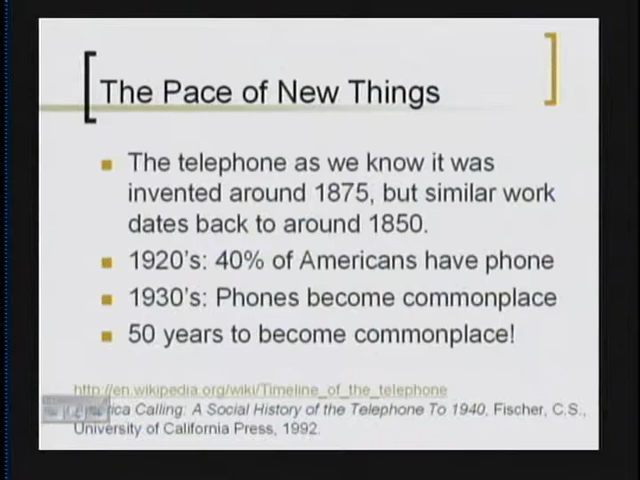 The Pace of New Things
The telephone as we know it was
invented around 1875, but similar work
dates back to around 1850.
1920's: 40% of Americans have phone
1930's: Phones become commonplace
50 years to become commonplace!
http://en.wikipedia.org/wiki/Timeline_of_the_telephone
Calling: A Social History of the Telephone To 1940, Fischer, C.S.,
University of California Press, 1992.